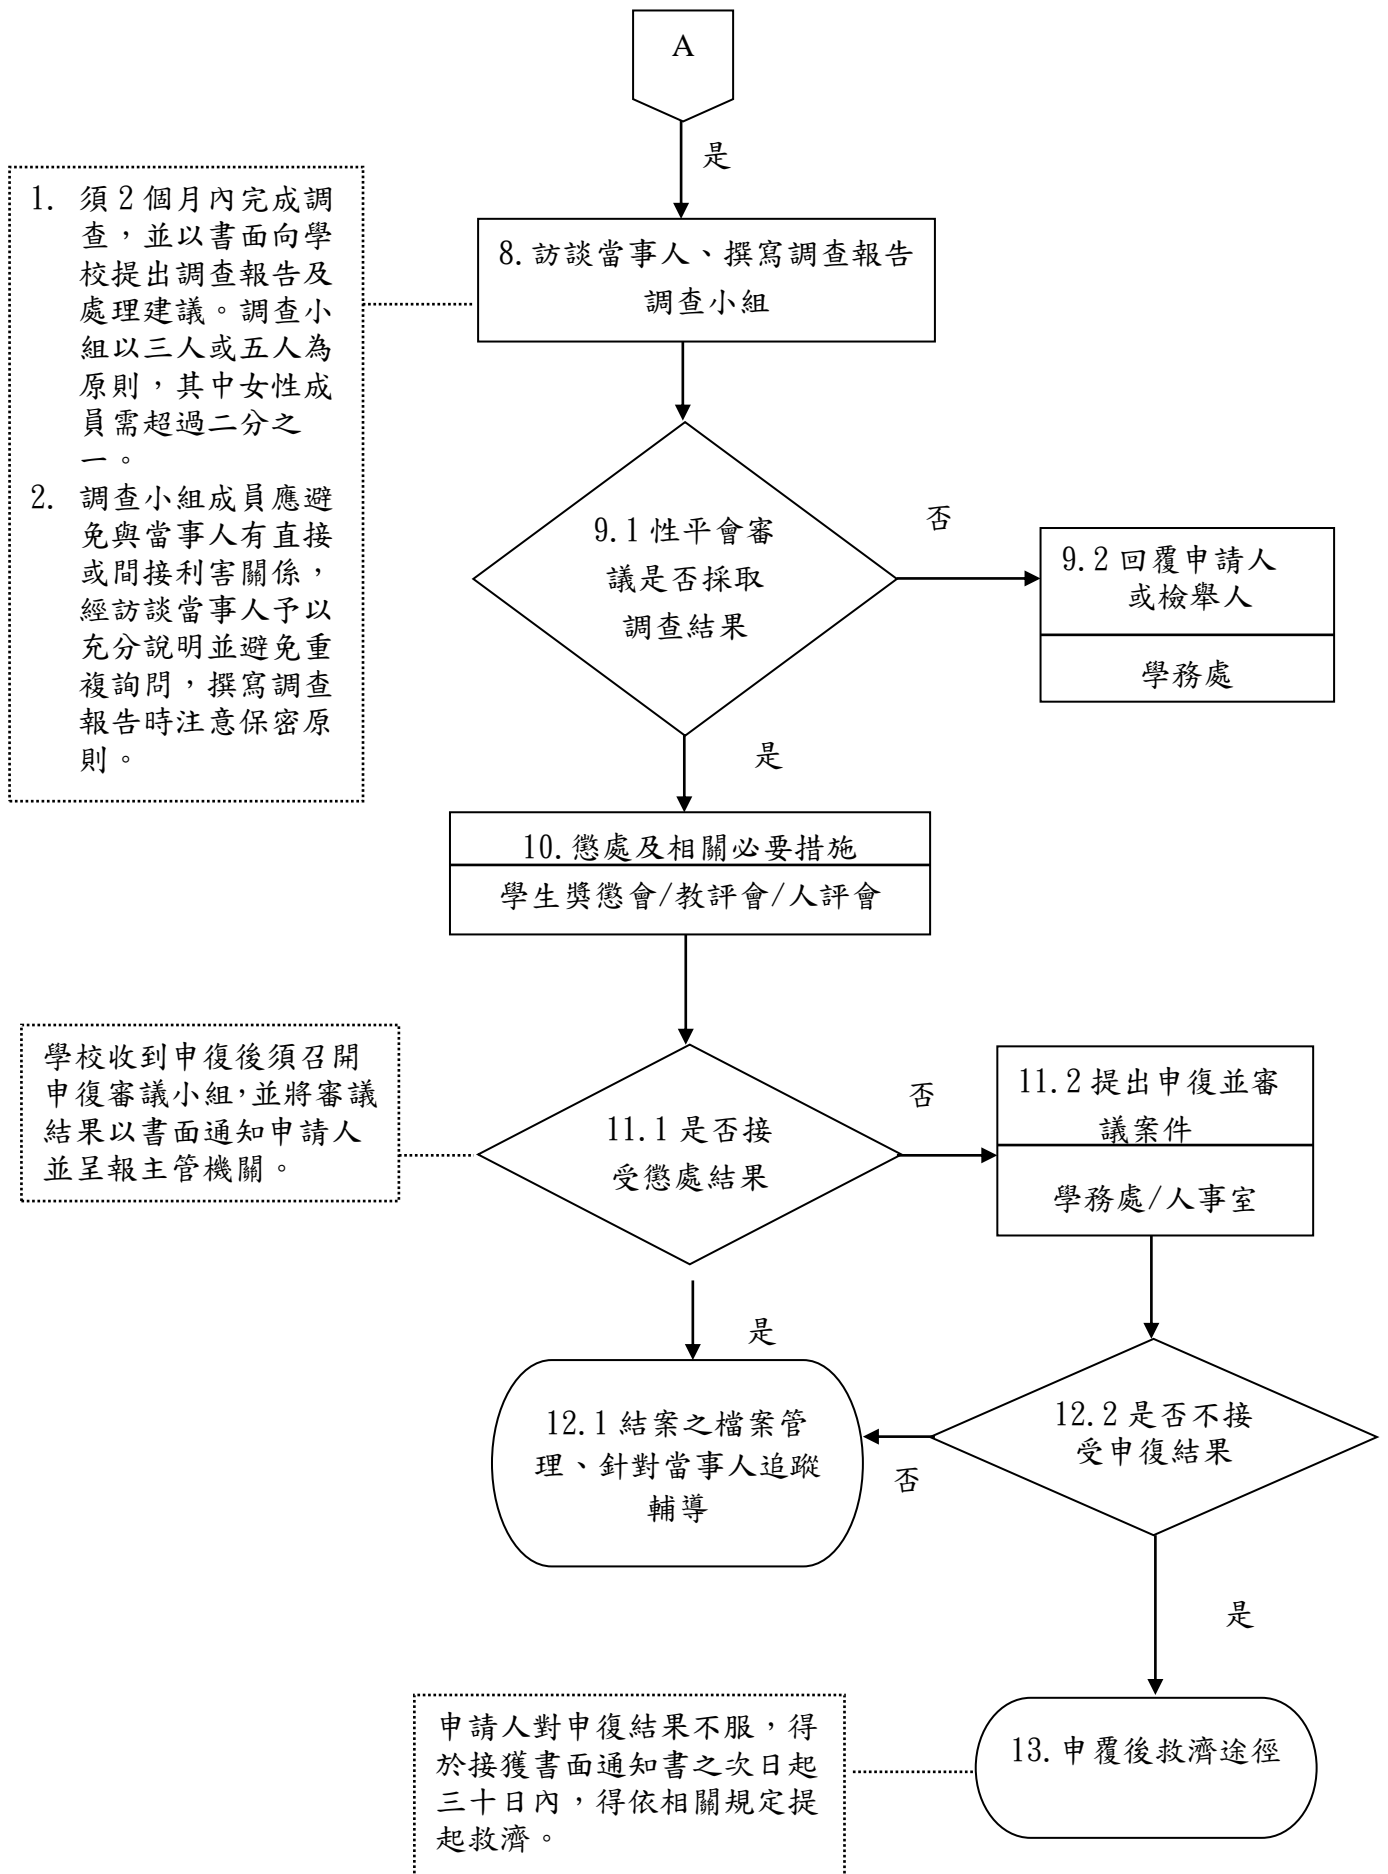 A
是
1. 須2個月內完成調
查，並以書面向學
校提出調查報告及
處理建議。調查小
組以三人或五人為
原則，其中女性成
員需超過二分之
一。
2. 調查小組成員應避
免與當事人有直接
或間接利害關係，
經訪談當事人予以
充分說明並避免重
複詢問，撰寫調查
報告時注意保密原
則。
8.訪談當事人、撰寫調查報告
調查小組
9.1性平會審
議是否採取
調查結果
否
9.2回覆申請人
或檢舉人
學務處
是
10.懲處及相關必要措施
學生獎懲會/教評會/人評會
學校收到申復後須召開
申復審議小組,並將審議
結果以書面通知申請人
並呈報主管機關。
11.1是否接
受懲處結果
否
11.2提出申復並審
議案件
學務處/人事室
是
12.1結案之檔案管
理、針對當事人追蹤
輔導
否
12.2是否不接
受申復結果
是
申請人對申復結果不服，得
於接獲書面通知書之次日起
三十日內，得依相關規定提
起救濟。
13.申覆後救濟途徑